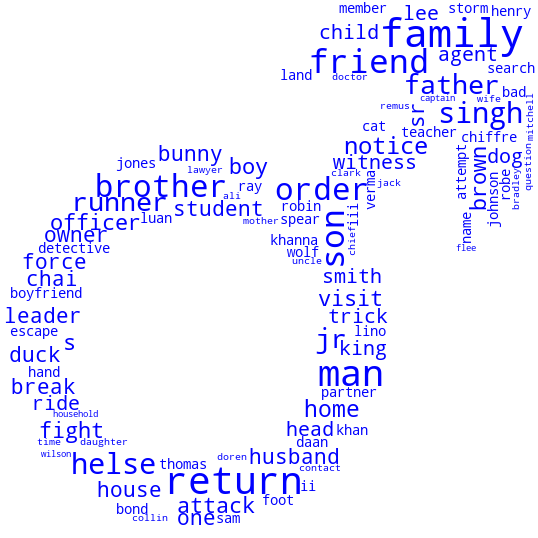 member
storm
henry
lee
family
child
friend
agent
search
land
doctor
father
bad
captain
wife
remus
sr
singh
mitchell
cat
teacher
chiffre
notice
witness
dog
attempt
brown
question
robe
bradley
johnson
name
flee
bunny
jones
lawyer
boy
clark
jack
verma
brother
ray
order
ali
runner
student
robin
iii
luan
mother
spear
officer
owner
khanna
son
chief
detective
wolf
uncle
force
chai
smith
boyfriend
visit
leader
trick
escape
lino
s
jr
king
duck
hand
man
break
partner
ride
home
household
fight
head
khan
time
daughter
daan
wilson
helse
thomas
doren
husband
contact
return
house
ii
foot
attack
bond
collin
one
sam